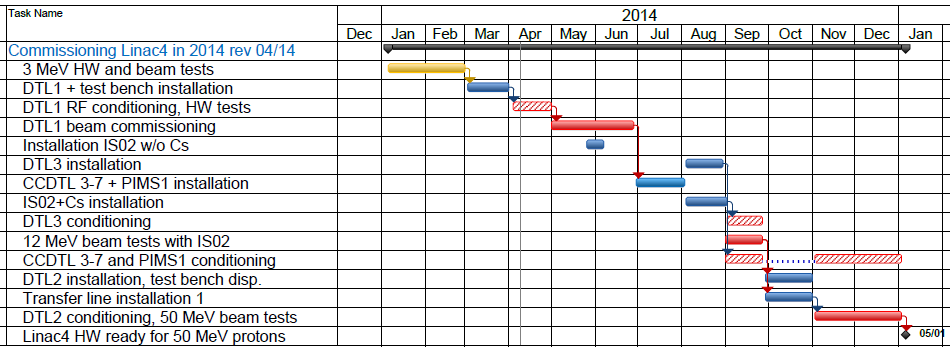 Task Name
2014
Dec Jan Feb Mar Apr May Jun Jul Aug Sep Oct Nov Dec Jan
Commissioning Linac4 in 2014 rev 04/14
3 MeV HW and beam tests
DTL1 + test bench installation
DTL1 RF conditioning, HW tests
DTL1 beam commissioning
Installation IS02 w/o Cs
DTL3 installation
CCDTL 3-7 + PIMS1 installation
IS02+Cs installation
DTL3 conditioning
12 MeV beam tests with IS02
CCDTL 3-7 and PIMS1 conditioning
DTL2 installation, test bench disp.
Transfer line installation 1
DTL2 conditioning, 50 MeV beam tests
Linac4 HW ready for 50 MeV protons 05/01